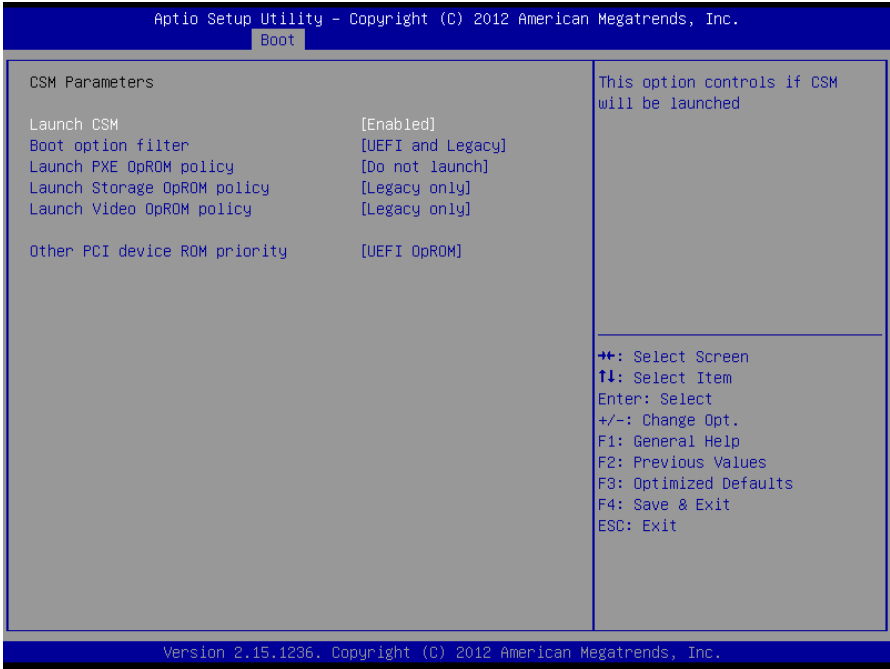 Aptio Setup Utility – Copyright (C) 2012 American Megatrends, Inc.
Boot
CSM Parameters
Launch CSM [Enabled]
Boot option filter [UEFI and Legacy]
Launch PXE OpROM policy [Do not launch]
Launch Storage OpROM policy [Legacy only]
Launch Video OpROM policy [Legacy only]
Other PCI device ROM priority [UEFI OpROM]
This option controls if CSM
will be launched
→←: Select Screen
↑↓: Select Item
Enter: Select
+/-: Change Opt.
F1: General Help
F2: Previous Values
F3: Optimized Defaults
F4: Save & Exit
ESC: Exit
Version 2.15.1236. Copyright (C) 2012 American Megatrends, Inc.